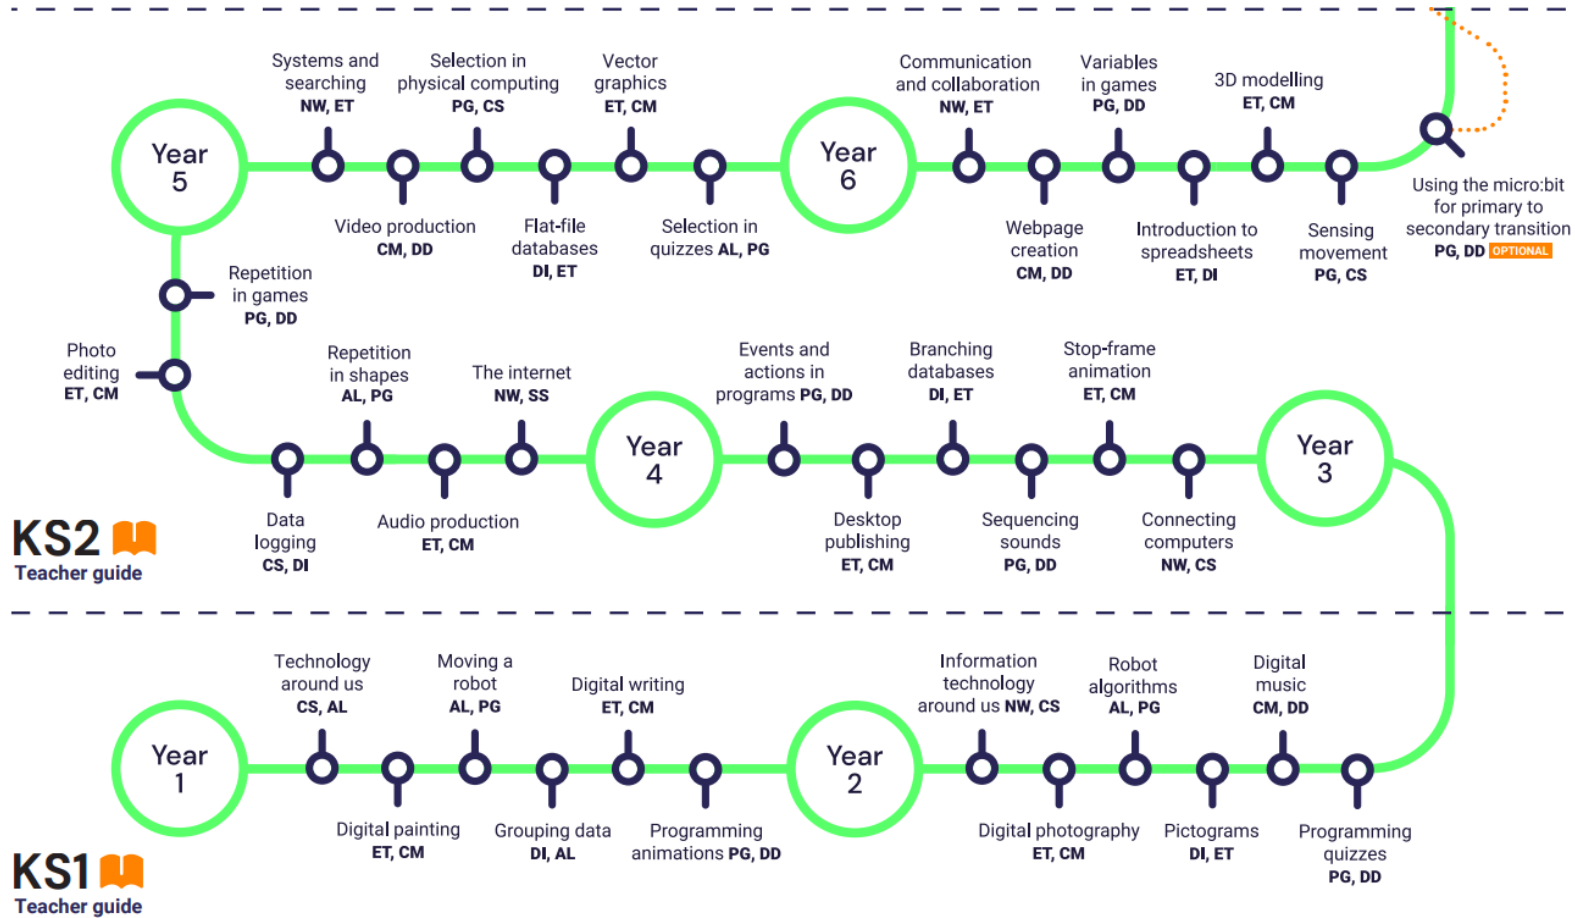 Systems and
searching
NW, ET
Selection in
physical computing
PG, CS
Vector
graphics
ET, CM
Communication
and collaboration
NW, ET
Variables
in games
PG, DD
3D modelling
ET, CM
Year
5
Year
6
Video production
CM, DD
Flat-file
databases
DI, ET
Selection in
quizzes AL, PG
Webpage
creation
CM, DD
Introduction to
spreadsheets
ET, DI
Sensing
movement
PG, CS
Using the micro:bit
for primary to
secondary transition
PG, DD OPTIONAL
Repetition
in games
PG, DD
Photo
editing
ET, CM
Repetition
in shapes
AL, PG
The internet
NW, SS
Events and
actions in
programs PG, DD
Branching
databases
DI, ET
Stop-frame
animation
ET, CM
Year
4
Year
3
Data
logging
CS, DI
Audio production
ET, CM
Desktop
publishing
ET, CM
Sequencing
sounds
PG, DD
Connecting
computers
NW, CS
KS2
Teacher guide
Technology
around us
CS, AL
Moving a
robot
AL, PG
Digital writing
ET, CM
Information
technology
around us NW, CS
Robot
algorithms
AL, PG
Digital
music
CM, DD
Year
1
Year
2
Digital painting
ET, CM
Grouping data
DI, AL
Programming
animations PG, DD
Digital photography
ET, CM
Pictograms
DI, ET
Programming
quizzes
PG, DD
KS1
Teacher guide